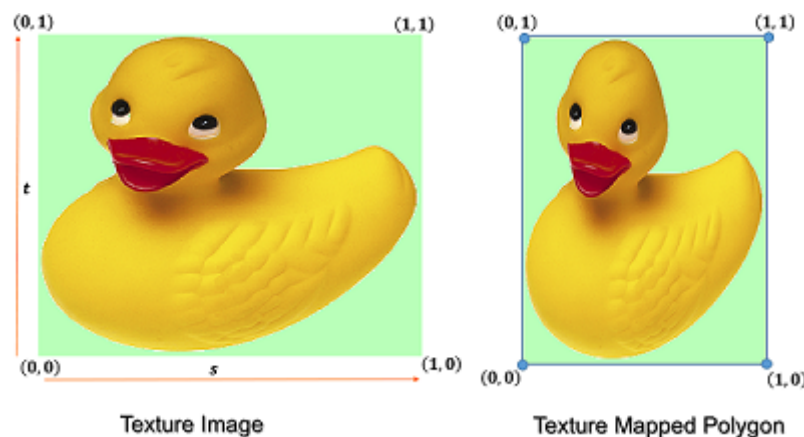 (0, 1) (1, 1)
t
(0, 0) s (1, 0)
Texture Image
(0, 1) (1, 1)
(0, 0) (1, 0)
Texture Mapped Polygon